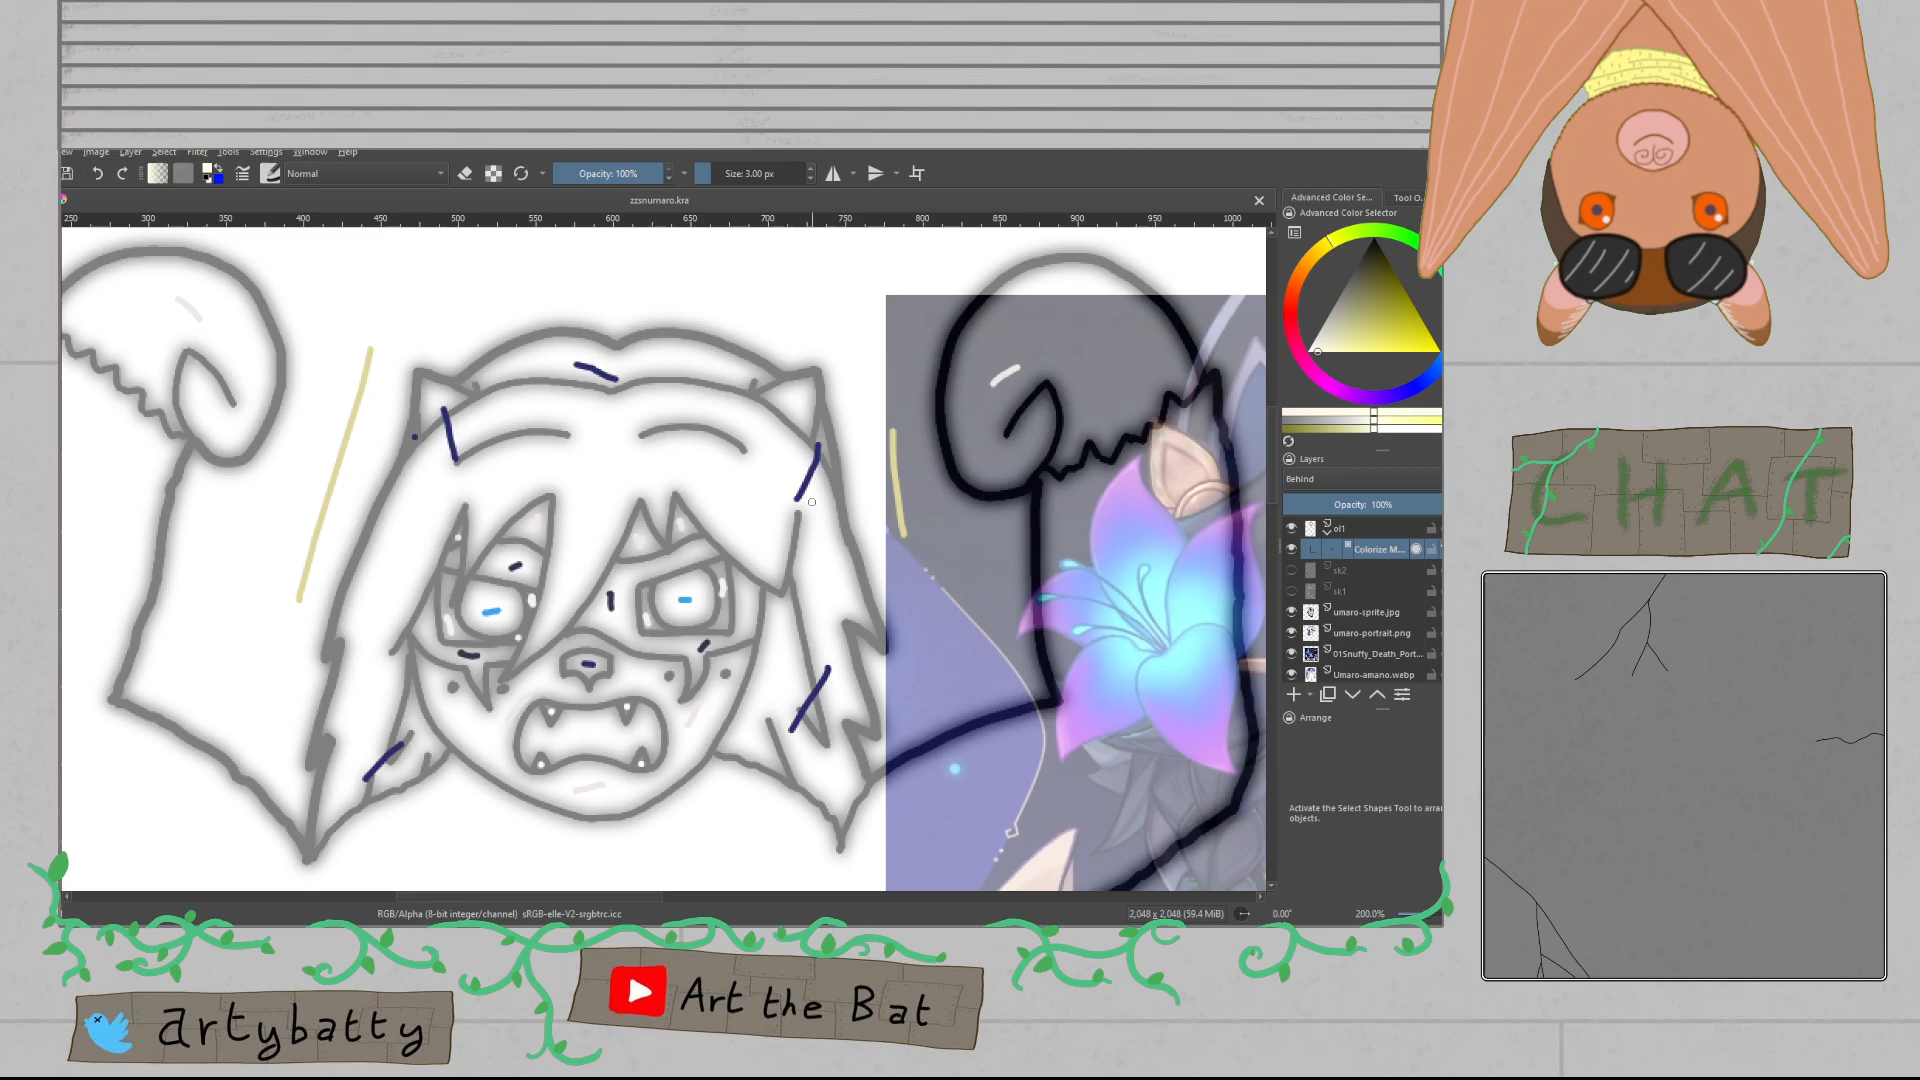 ew Image Layer Select Filter Tools Settings Window Help
Normal Opacity: 100% Size: 3.00 px
zzsnumaro.kra
250 300 350 400 450 500 550 600 650 700 750 800 850 900 950 1000
Advanced Color Se... Tool O...
Advanced Color Selector
Layers
Behind
Opacity: 100%
ol1
Colorize M...
sk2
sk1
umaro-sprite.jpg
umaro-portrait.png
01Snuffy_Death_Port...
Umaro-amano.webp
Arrange
Activate the Select Shapes Tool to arra
objects.
RGB/Alpha (8-bit integer/channel) sRGB-elle-V2-srgbtrc.icc 2,048 x 2,048 (59.4 MiB) 0.00° 200.0%
CHAT
artybatty
Art the Bat